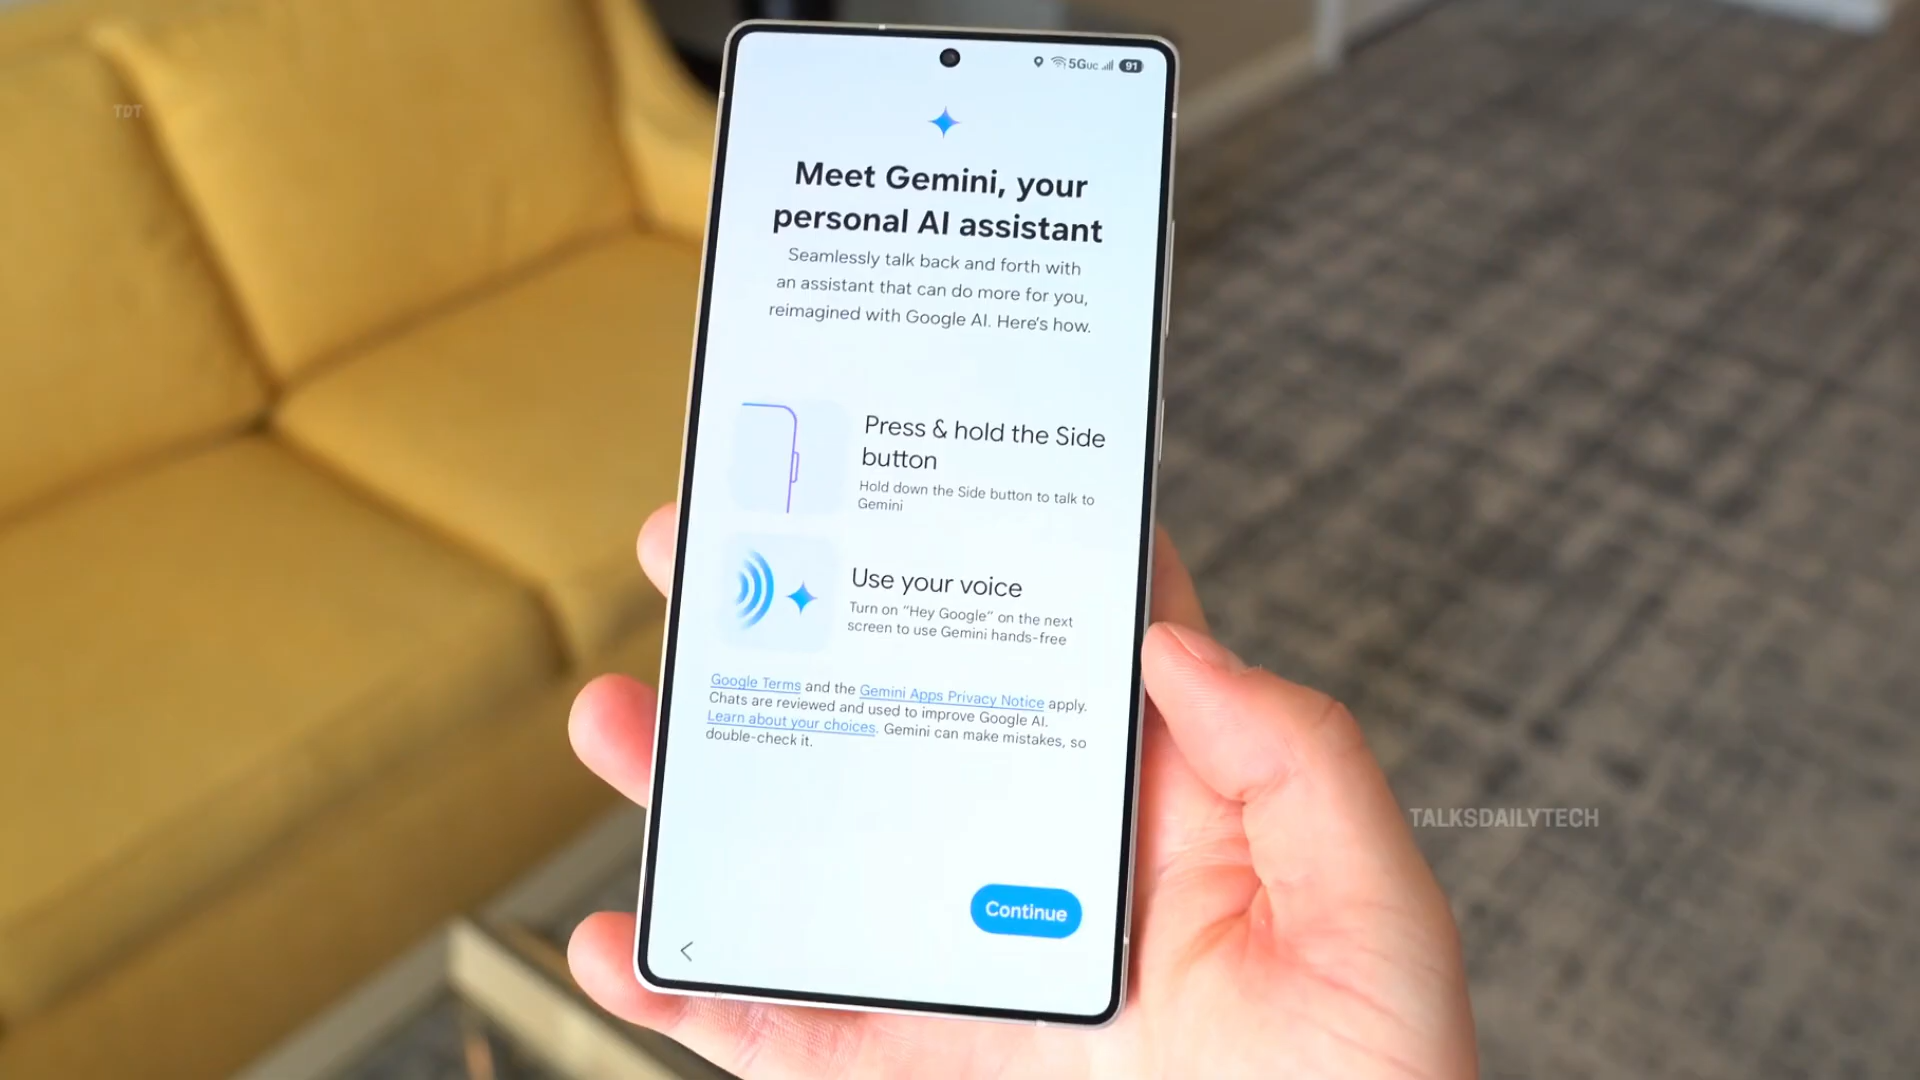 TDT
5G UC 91
Meet Gemini, your
personal AI assistant
Seamlessly talk back and forth with
an assistant that can do more for you,
reimagined with Google AI. Here's how.
Press & hold the Side
button
Hold down the Side button to talk to
Gemini
Use your voice
Turn on "Hey Google" on the next
screen to use Gemini hands-free
Google Terms and the Gemini Apps Privacy Notice apply.
Chats are reviewed and used to improve Google AI.
Learn about your choices. Gemini can make mistakes, so
double-check it.
TALKSDAILYTECH
Continue